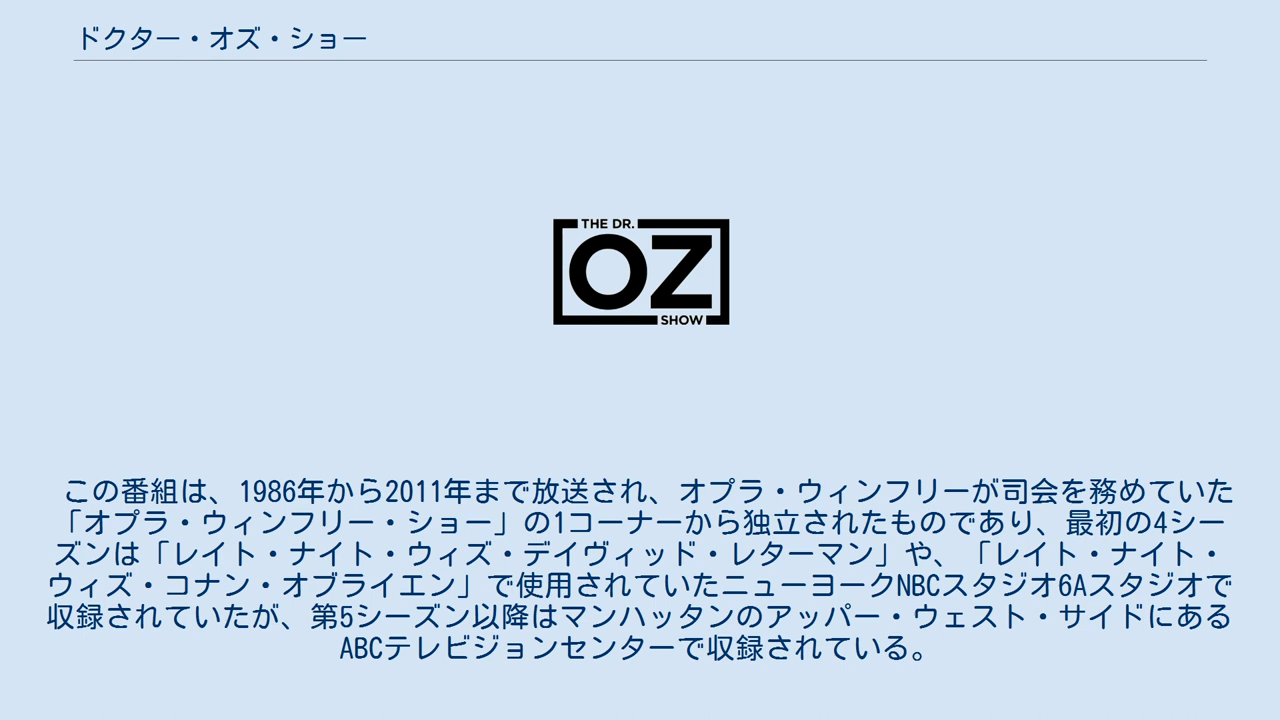 ドクター・オズ・ショー
THE DR.
OZ
SHOW
この番組は、1986年から2011年まで放送され、オプラ・ウィンフリーが司会を務めていた
「オプラ・ウィンフリー・ショー」の1コーナーから独立されたものであり、最初の4シー
ズンは「レイト・ナイト・ウィズ・デイヴィッド・レターマン」や、「レイト・ナイト・
ウィズ・コナン・オブライエン」で使用されていたニューヨークNBCスタジオ6Aスタジオで
収録されていたが、第5シーズン以降はマンハッタンのアッパー・ウェスト・サイドにある
ABCテレビジョンセンターで収録されている。